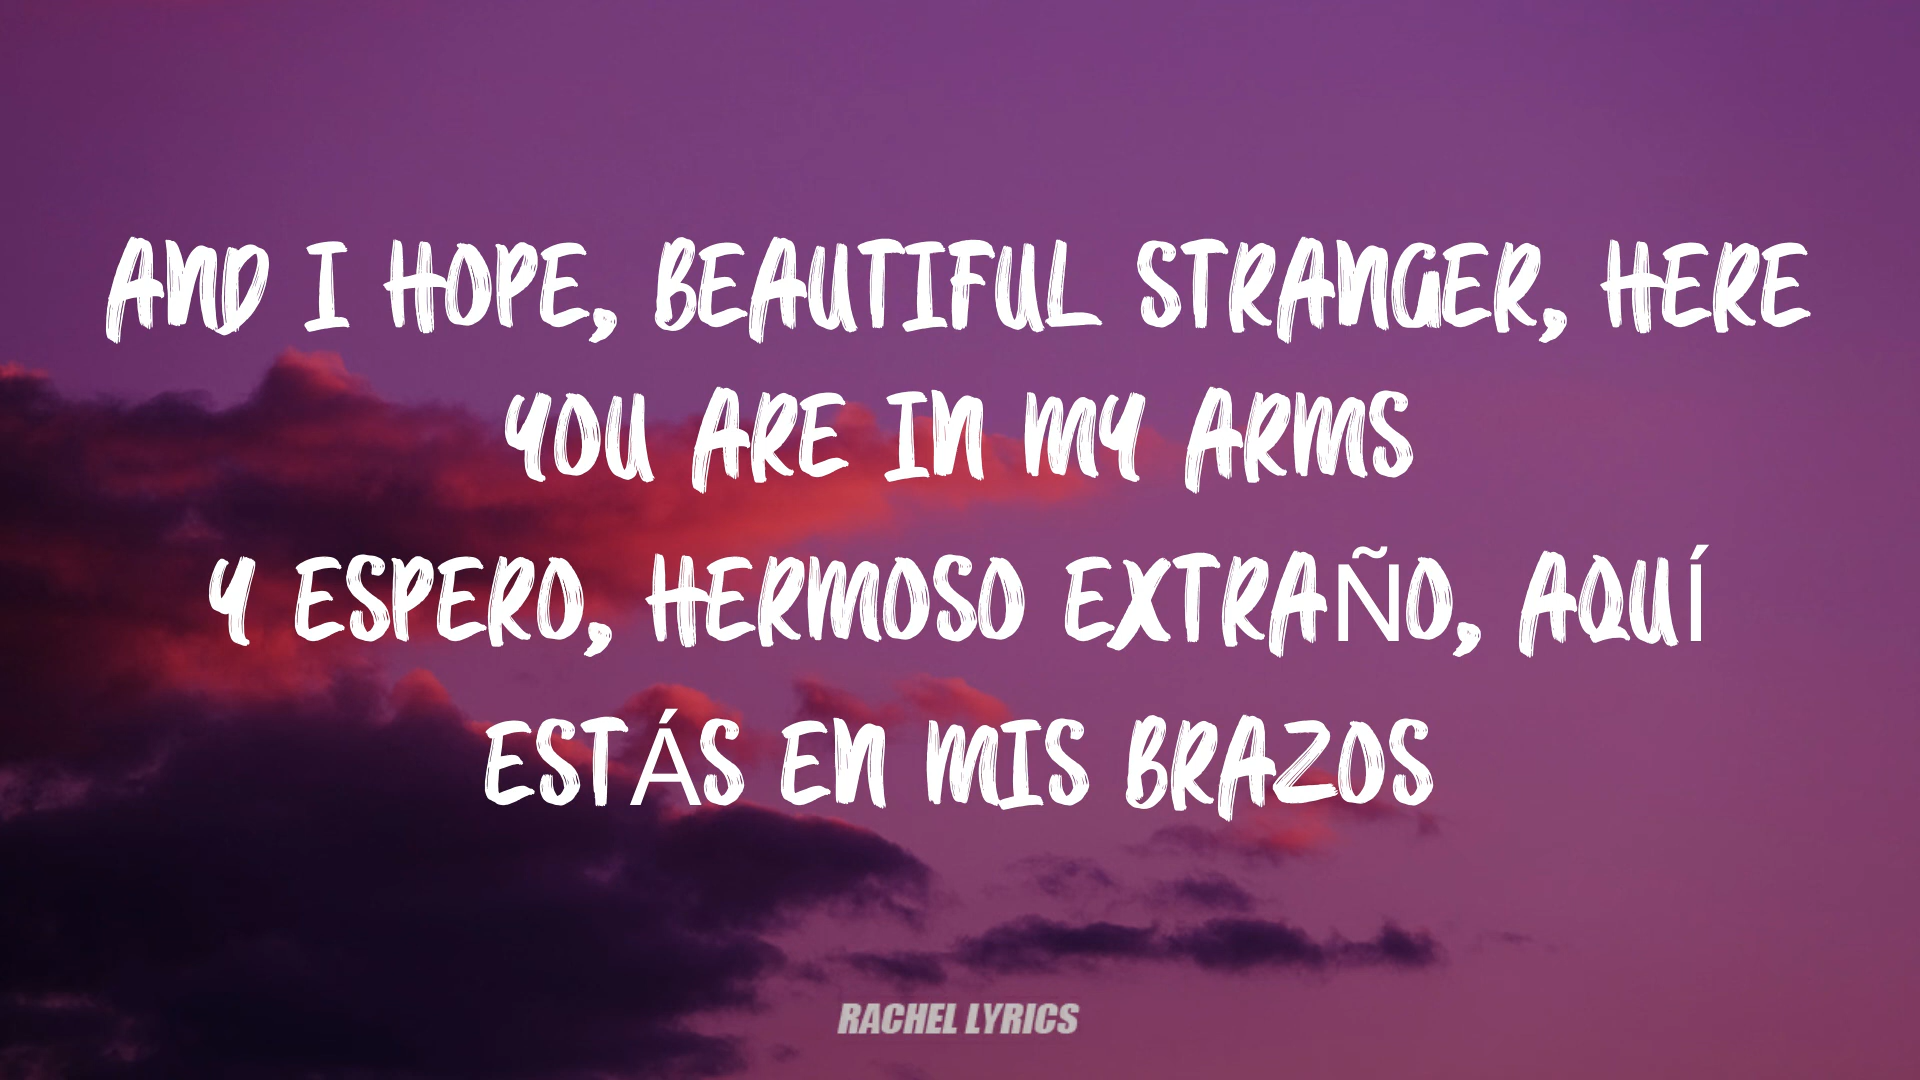 AND I HOPE, BEAUTIFUL STRANGER, HERE
YOU ARE IN MY ARMS
Y ESPERO, HERMOSO EXTRAÑO, AQUÍ
ESTÁS EN MIS BRAZOS
RACHEL LYRICS